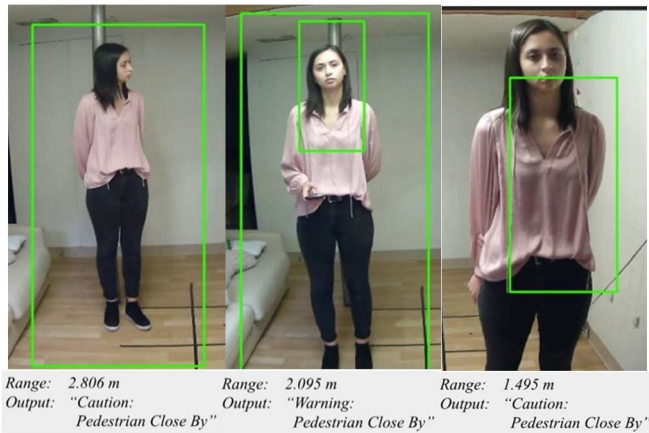 Range: 2.806 m
Output: “Caution:
Pedestrian Close By”
Range: 2.095 m
Output: “Warning:
Pedestrian Close By”
Range: 1.495 m
Output: “Caution:
Pedestrian Close By”